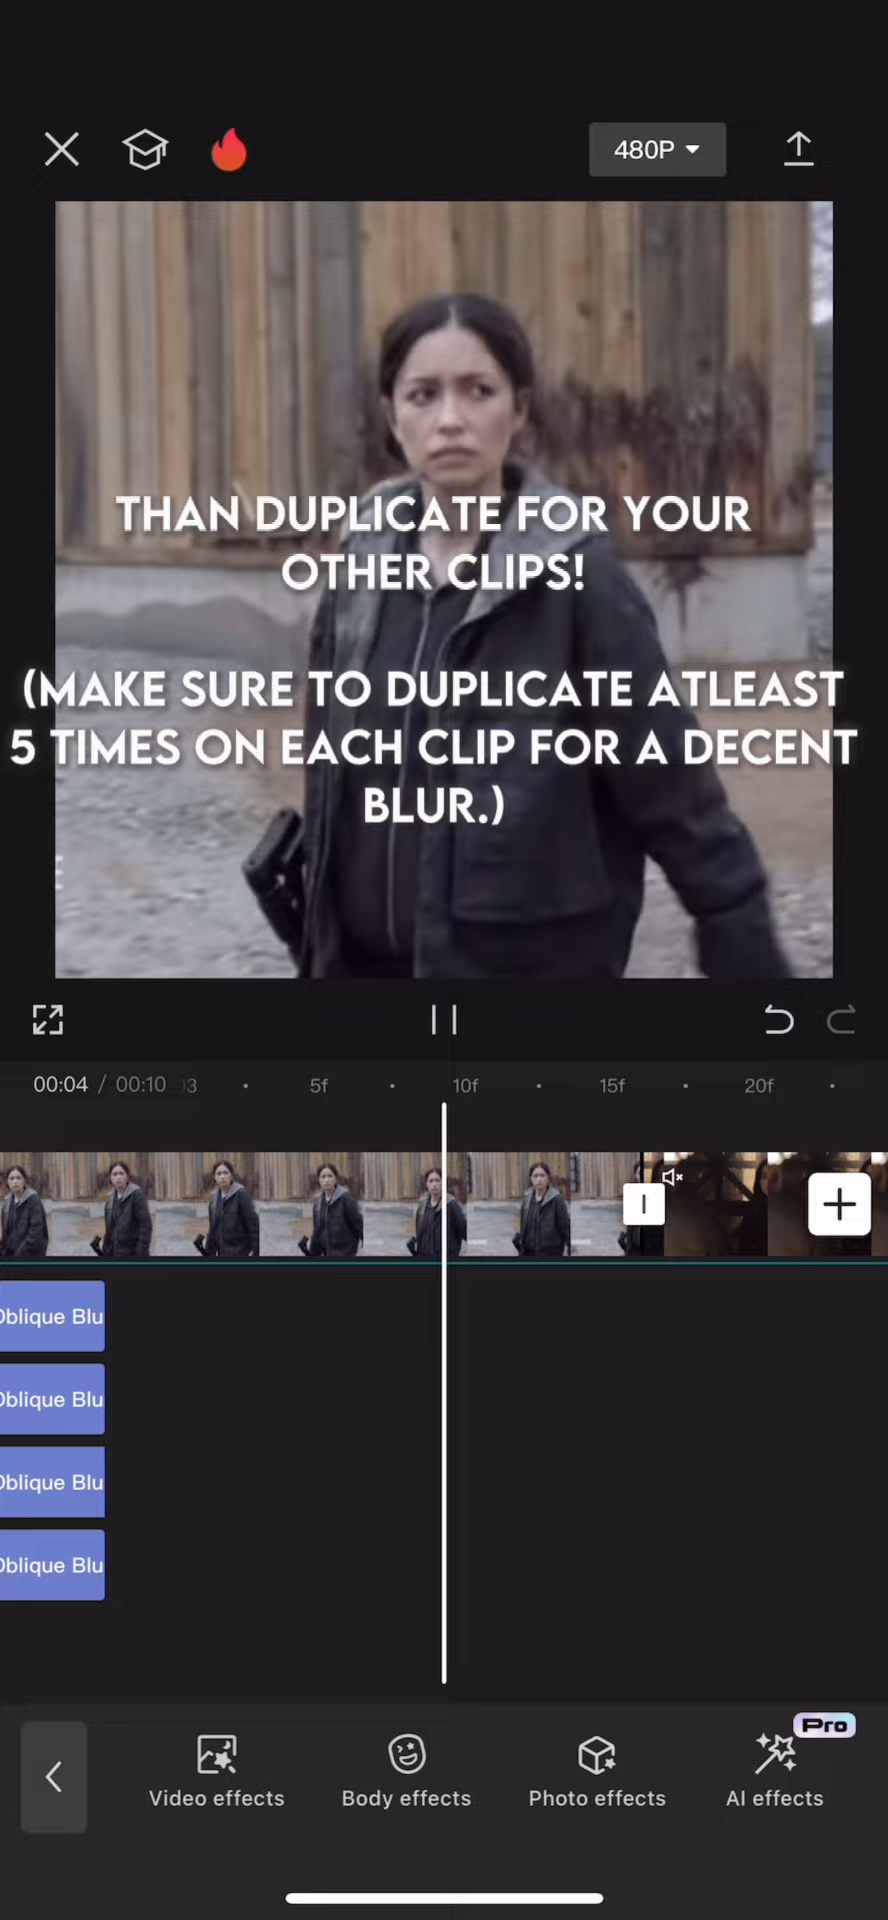 480P
THAN DUPLICATE FOR YOUR
OTHER CLIPS!
(MAKE SURE TO DUPLICATE ATLEAST
5 TIMES ON EACH CLIP FOR A DECENT
BLUR.)
00:04 / 00:10 3 5f 10f 15f 20f
Oblique Blu
Oblique Blu
Oblique Blu
Oblique Blu
Pro
Video effects Body effects Photo effects AI effects